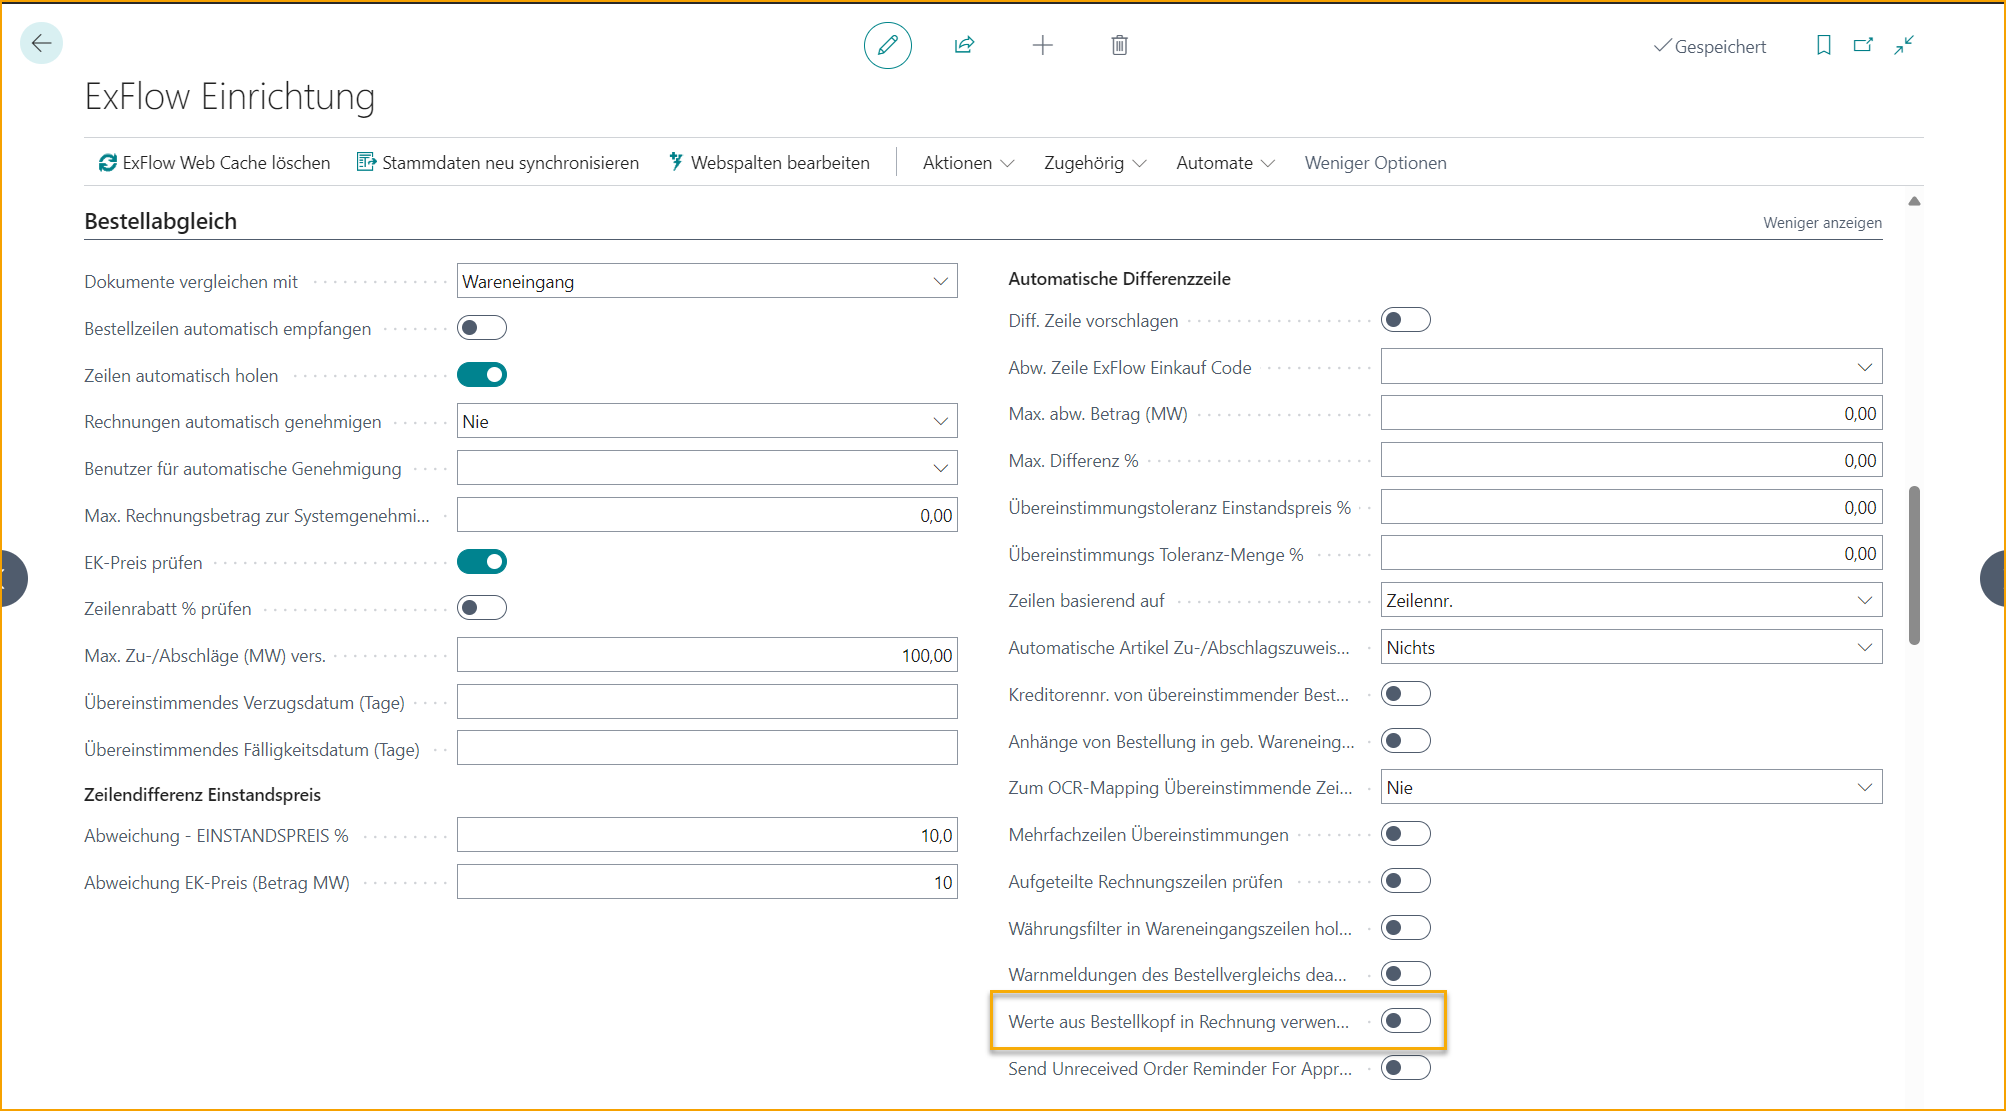 Gespeichert
ExFlow Einrichtung
ExFlow Web Cache löschen
Stammdaten neu synchronisieren
Webspalten bearbeiten
Aktionen
Zugehörig
Automate
Weniger Optionen
Bestellabgleich
Weniger anzeigen
Dokumente vergleichen mit
Wareneingang
Bestellzeilen automatisch empfangen
Zeilen automatisch holen
Rechnungen automatisch genehmigen
Nie
Benutzer für automatische Genehmigung
Max. Rechnungsbetrag zur Systemgenehmi...
0,00
EK-Preis prüfen
Zeilenrabatt % prüfen
Max. Zu-/Abschläge (MW) vers.
100,00
Übereinstimmendes Verzugsdatum (Tage)
Übereinstimmendes Fälligkeitsdatum (Tage)
Zeilendifferenz Einstandspreis
Abweichung - EINSTANDSPREIS %
10,0
Abweichung EK-Preis (Betrag MW)
10
Automatische Differenzzeile
Diff. Zeile vorschlagen
Abw. Zeile ExFlow Einkauf Code
Max. abw. Betrag (MW)
0,00
Max. Differenz %
0,00
Übereinstimmungstoleranz Einstandspreis %
0,00
Übereinstimmungs Toleranz-Menge %
0,00
Zeilen basierend auf
Zeilennr.
Automatische Artikel Zu-/Abschlagszuweis...
Nichts
Kreditorennr. von übereinstimmender Best...
Anhänge von Bestellung in geb. Wareneing...
Zum OCR-Mapping Übereinstimmende Zei...
Nie
Mehrfachzeilen Übereinstimmungen
Aufgeteilte Rechnungszeilen prüfen
Währungsfilter in Wareneingangszeilen hol...
Warnmeldungen des Bestellvergleichs dea...
Werte aus Bestellkopf in Rechnung verwen...
Send Unreceived Order Reminder For Appr...